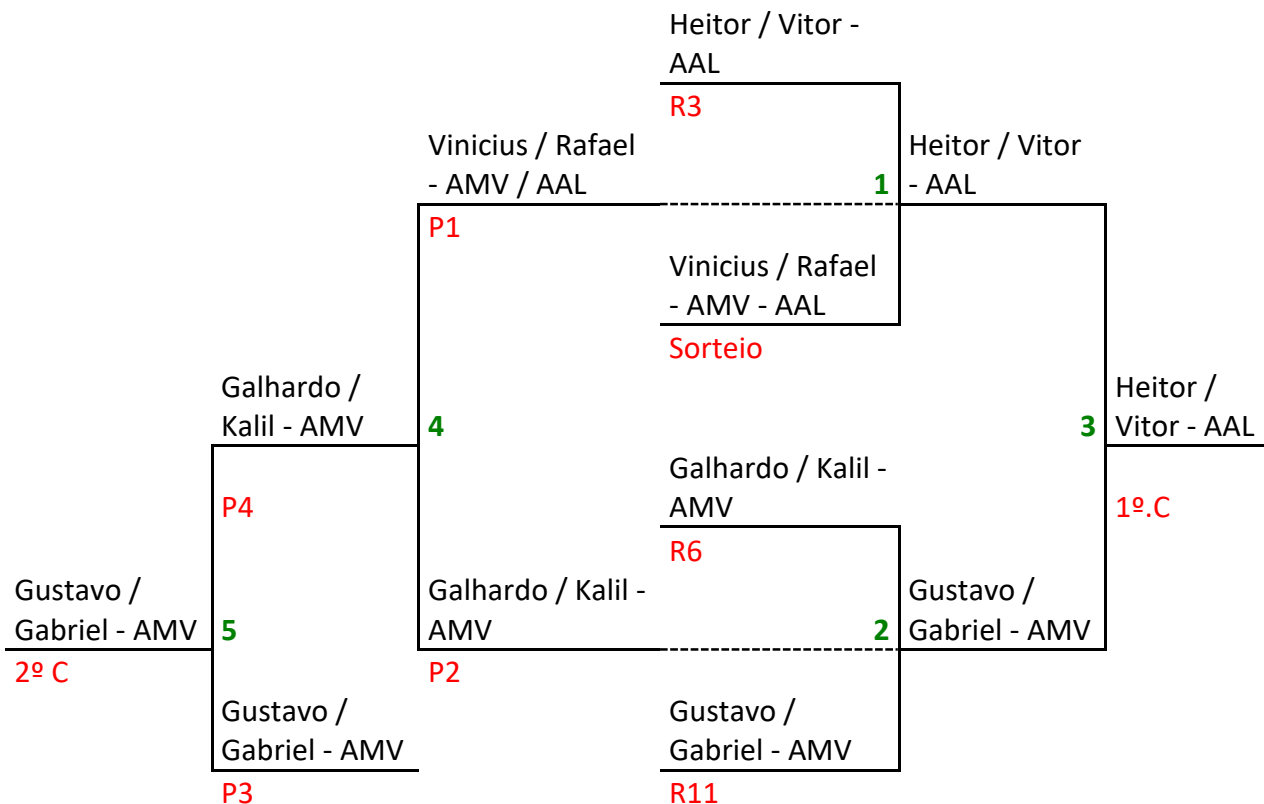 Heitor / Vitor -
AAL
R3
Vinicius / Rafael
- AMV / AAL
P1
1
Heitor / Vitor
- AAL
Vinicius / Rafael
- AMV - AAL
Sorteio
Galhardo /
Kalil - AMV
P4
4
3
Heitor /
Vitor - AAL
1º.C
Galhardo / Kalil -
AMV
R6
Gustavo /
Gabriel - AMV
2º C
5
Galhardo / Kalil -
AMV
P2
2
Gustavo /
Gabriel - AMV
Gustavo /
Gabriel - AMV
P3
Gustavo /
Gabriel - AMV
R11